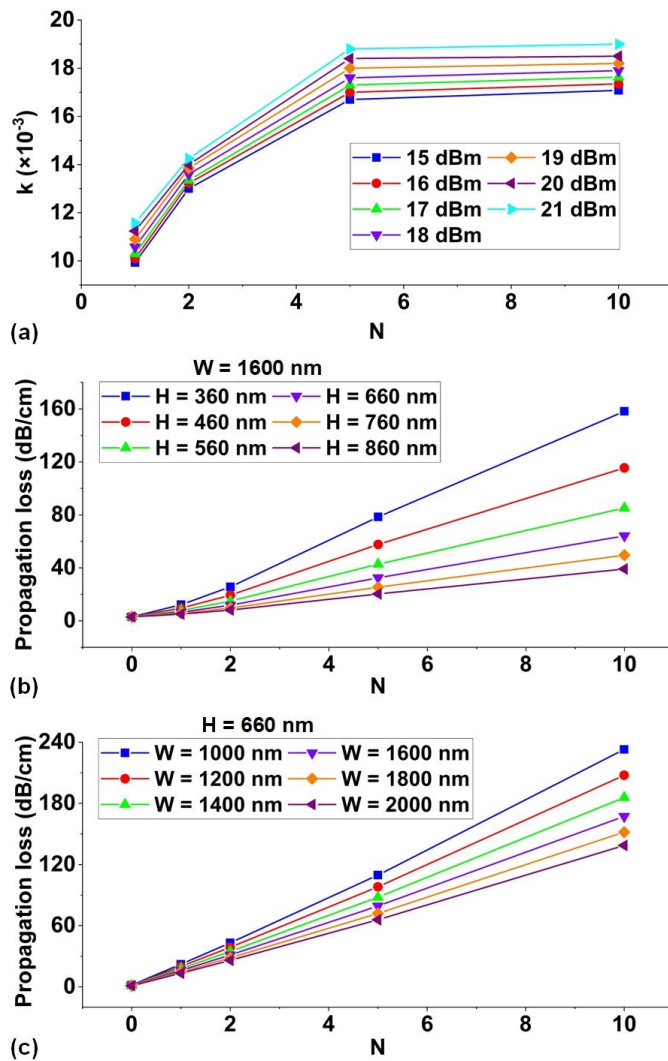 20
18
16
14
12
10
k (×10⁻³)
15 dBm 19 dBm
16 dBm 20 dBm
17 dBm 21 dBm
18 dBm
0 2 4 6 8 10
N
(a)
W = 1600 nm
H = 360 nm H = 660 nm
H = 460 nm H = 760 nm
H = 560 nm H = 860 nm
160
120
80
40
0
Propagation loss (dB/cm)
0 2 4 6 8 10
N
(b)
H = 660 nm
W = 1000 nm W = 1600 nm
W = 1200 nm W = 1800 nm
W = 1400 nm W = 2000 nm
240
180
120
60
0
Propagation loss (dB/cm)
0 2 4 6 8 10
N
(c)